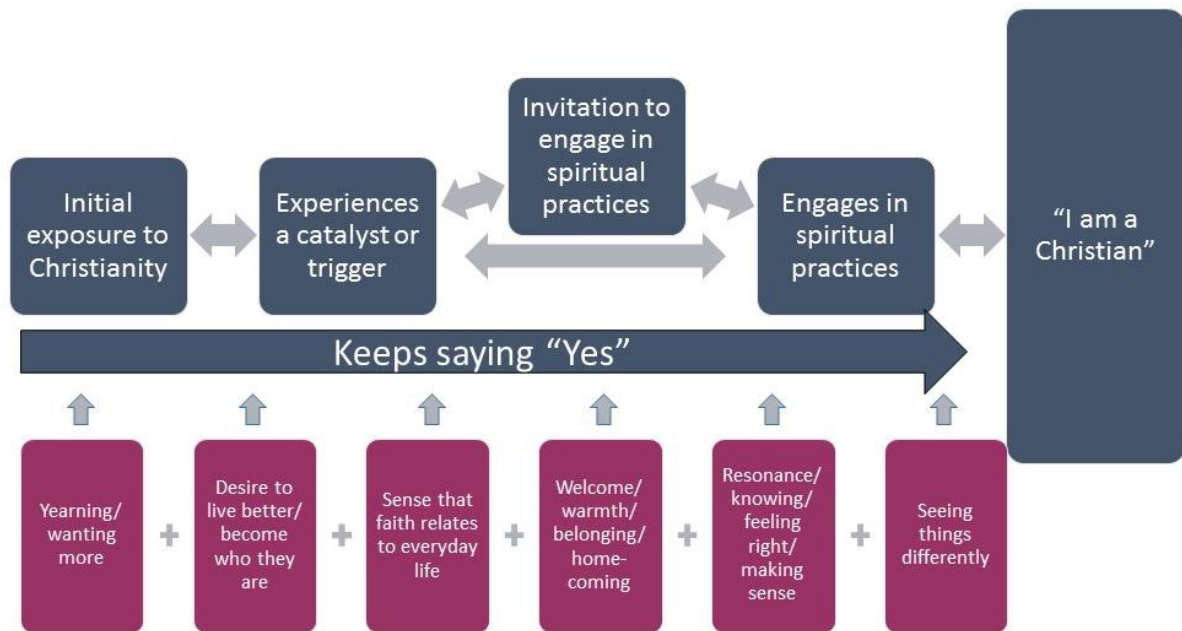 Initial
exposure to
Christianity
Experiences
a catalyst or
trigger
Invitation to
engage in
spiritual
practices
Engages in
spiritual
practices
“I am a
Christian”
Keeps saying “Yes”
Yearning/
wanting
more
+
Desire to
live better/
become
who they
are
+
Sense that
faith relates
to everyday
life
+
Welcome/
warmth/
belonging/
home-
coming
+
Resonance/
knowing/
feeling
right/
making
sense
+
Seeing
things
differently